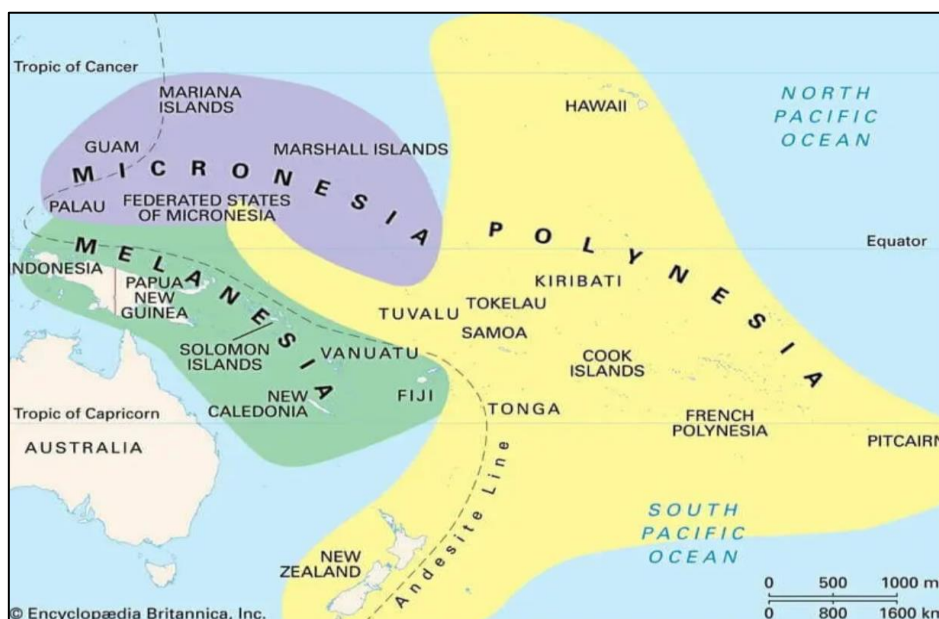 Tropic of Cancer
MARIANA
ISLANDS
HAWAII
NORTH
PACIFIC
OCEAN
GUAM
MARSHALL ISLANDS
MICRONESIA
PALAU
FEDERATED STATES
OF MICRONESIA
POLYNESIA
Equator
MELANESIA
NDONESIA
PAPUA
NEW
GUINEA
KIRIBATI
TOKELAU
TUVALU
SAMOA
SOLOMON
ISLANDS
VANUATU
COOK
ISLANDS
FIJI
NEW
CALEDONIA
Tropic of Capricorn
TONGA
FRENCH
POLYNESIA
AUSTRALIA
PITCAIRN
Andesite Line
SOUTH
PACIFIC
OCEAN
NEW
ZEALAND
0 500 1000 m
0 800 1600 km
© Encyclopædia Britannica, Inc.